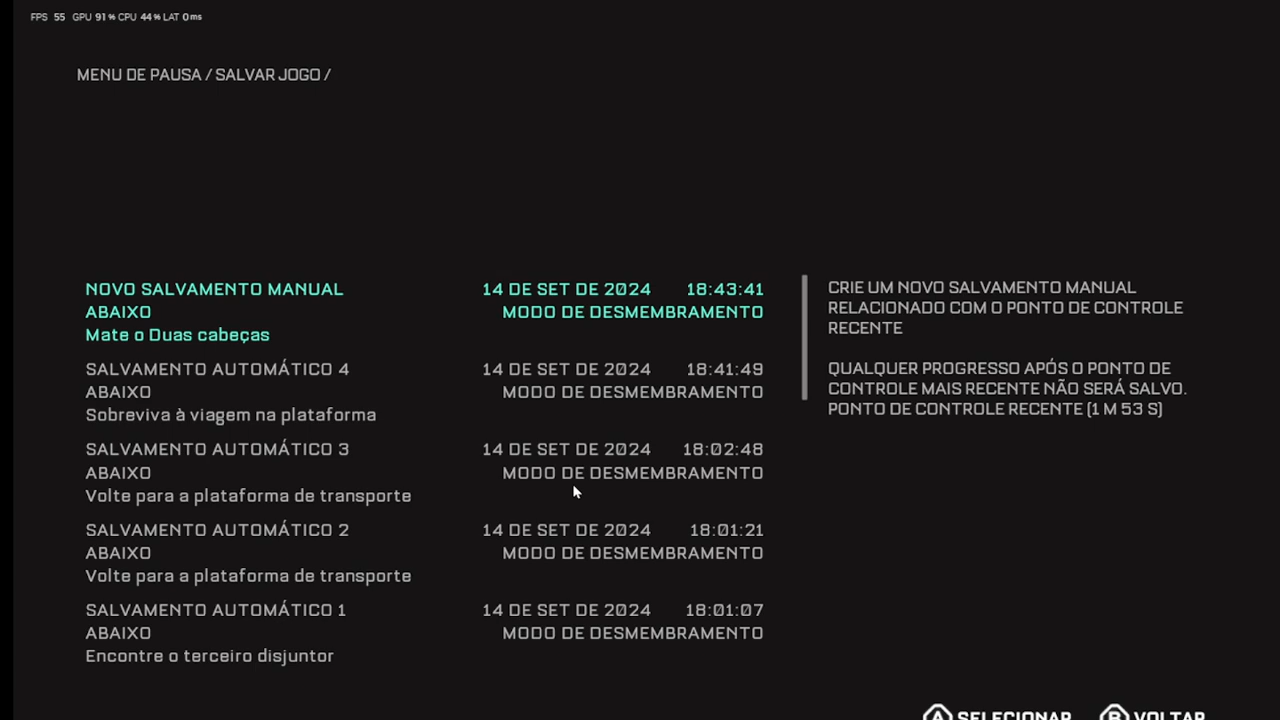 FPS 55 GPU 91% CPU 44% LAT 0ms
MENU DE PAUSA / SALVAR JOGO /
NOVO SALVAMENTO MANUAL 14 DE SET DE 2024 18:43:41
ABAIXO MODO DE DESMEMBRAMENTO
Mate o Duas cabeças
SALVAMENTO AUTOMÁTICO 4 14 DE SET DE 2024 18:41:49
ABAIXO MODO DE DESMEMBRAMENTO
Sobreviva à viagem na plataforma
SALVAMENTO AUTOMÁTICO 3 14 DE SET DE 2024 18:02:48
ABAIXO MODO DE DESMEMBRAMENTO
Volte para a plataforma de transporte
SALVAMENTO AUTOMÁTICO 2 14 DE SET DE 2024 18:01:21
ABAIXO MODO DE DESMEMBRAMENTO
Volte para a plataforma de transporte
SALVAMENTO AUTOMÁTICO 1 14 DE SET DE 2024 18:01:07
ABAIXO MODO DE DESMEMBRAMENTO
Encontre o terceiro disjuntor
CRIE UM NOVO SALVAMENTO MANUAL
RELACIONADO COM O PONTO DE CONTROLE
RECENTE
QUALQUER PROGRESSO APÓS O PONTO DE
CONTROLE MAIS RECENTE NÃO SERÁ SALVO.
PONTO DE CONTROLE RECENTE (1 M 53 S)
A SELECIONAR B VOLTAR